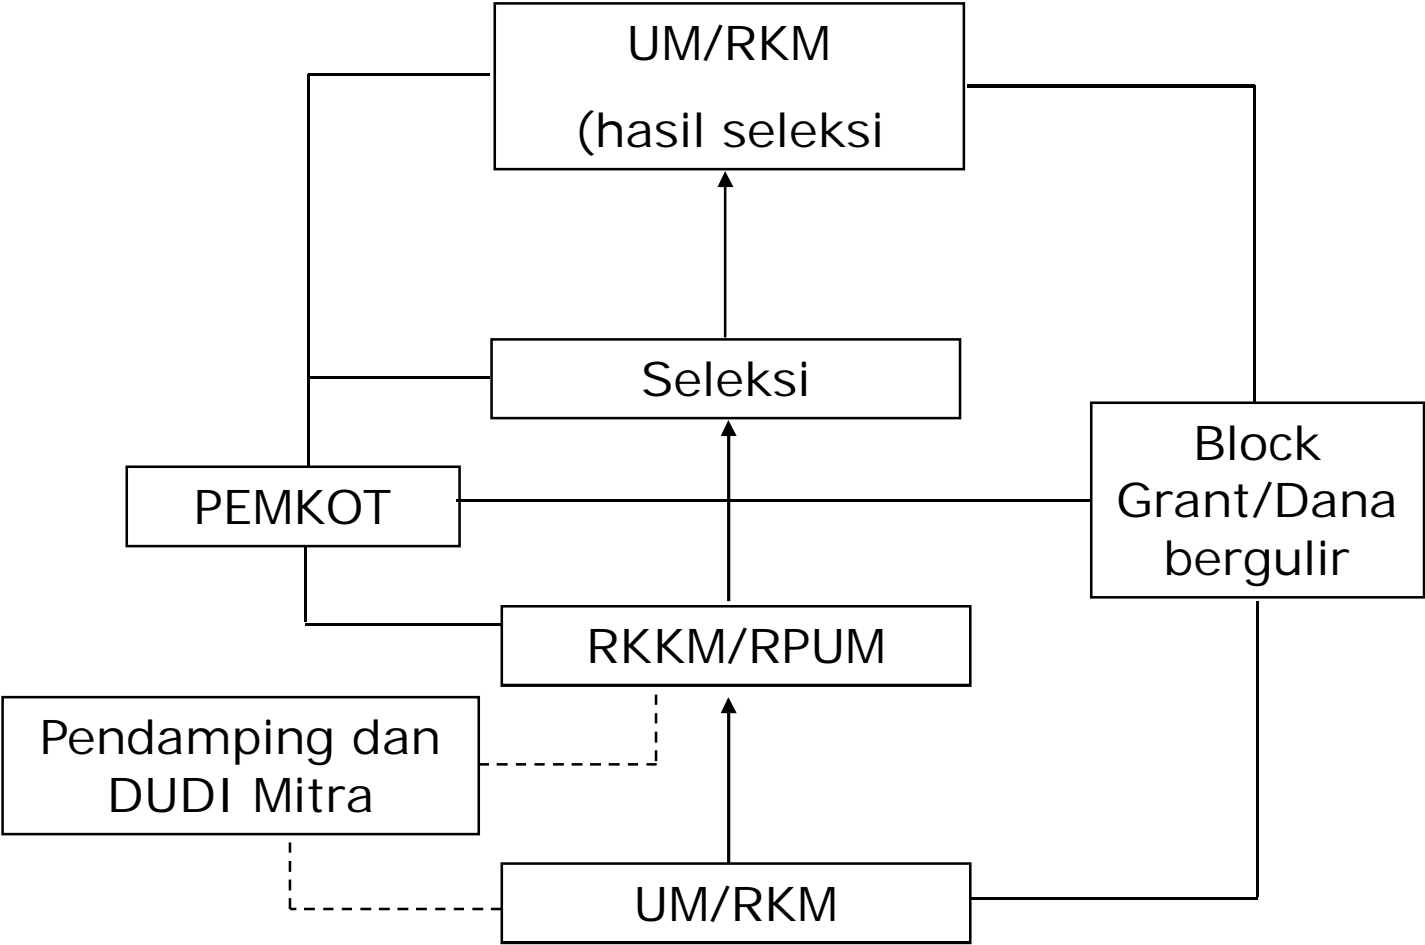 UM/RKM
(hasil seleksi
Seleksi
PEMKOT
Block
Grant/Dana
bergulir
RKKM/RPUM
Pendamping dan
DUDI Mitra
UM/RKM